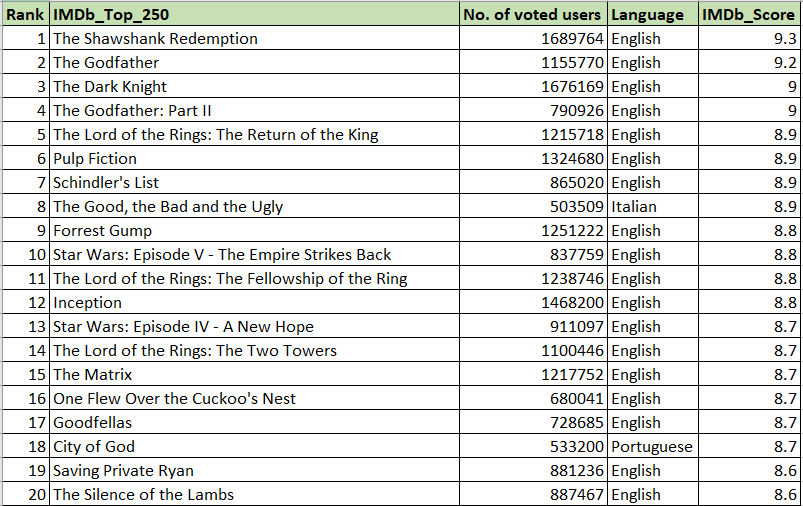 Rank IMDb_Top_250 No. of voted users Language IMDb_Score
1 The Shawshank Redemption 1689764 English 9.3
2 The Godfather 1155770 English 9.2
3 The Dark Knight 1676169 English 9
4 The Godfather: Part II 790926 English 9
5 The Lord of the Rings: The Return of the King 1215718 English 8.9
6 Pulp Fiction 1324680 English 8.9
7 Schindler's List 865020 English 8.9
8 The Good, the Bad and the Ugly 503509 Italian 8.9
9 Forrest Gump 1251222 English 8.8
10 Star Wars: Episode V - The Empire Strikes Back 837759 English 8.8
11 The Lord of the Rings: The Fellowship of the Ring 1238746 English 8.8
12 Inception 1468200 English 8.8
13 Star Wars: Episode IV - A New Hope 911097 English 8.7
14 The Lord of the Rings: The Two Towers 1100446 English 8.7
15 The Matrix 1217752 English 8.7
16 One Flew Over the Cuckoo's Nest 680041 English 8.7
17 Goodfellas 728685 English 8.7
18 City of God 533200 Portuguese 8.7
19 Saving Private Ryan 881236 English 8.6
20 The Silence of the Lambs 887467 English 8.6